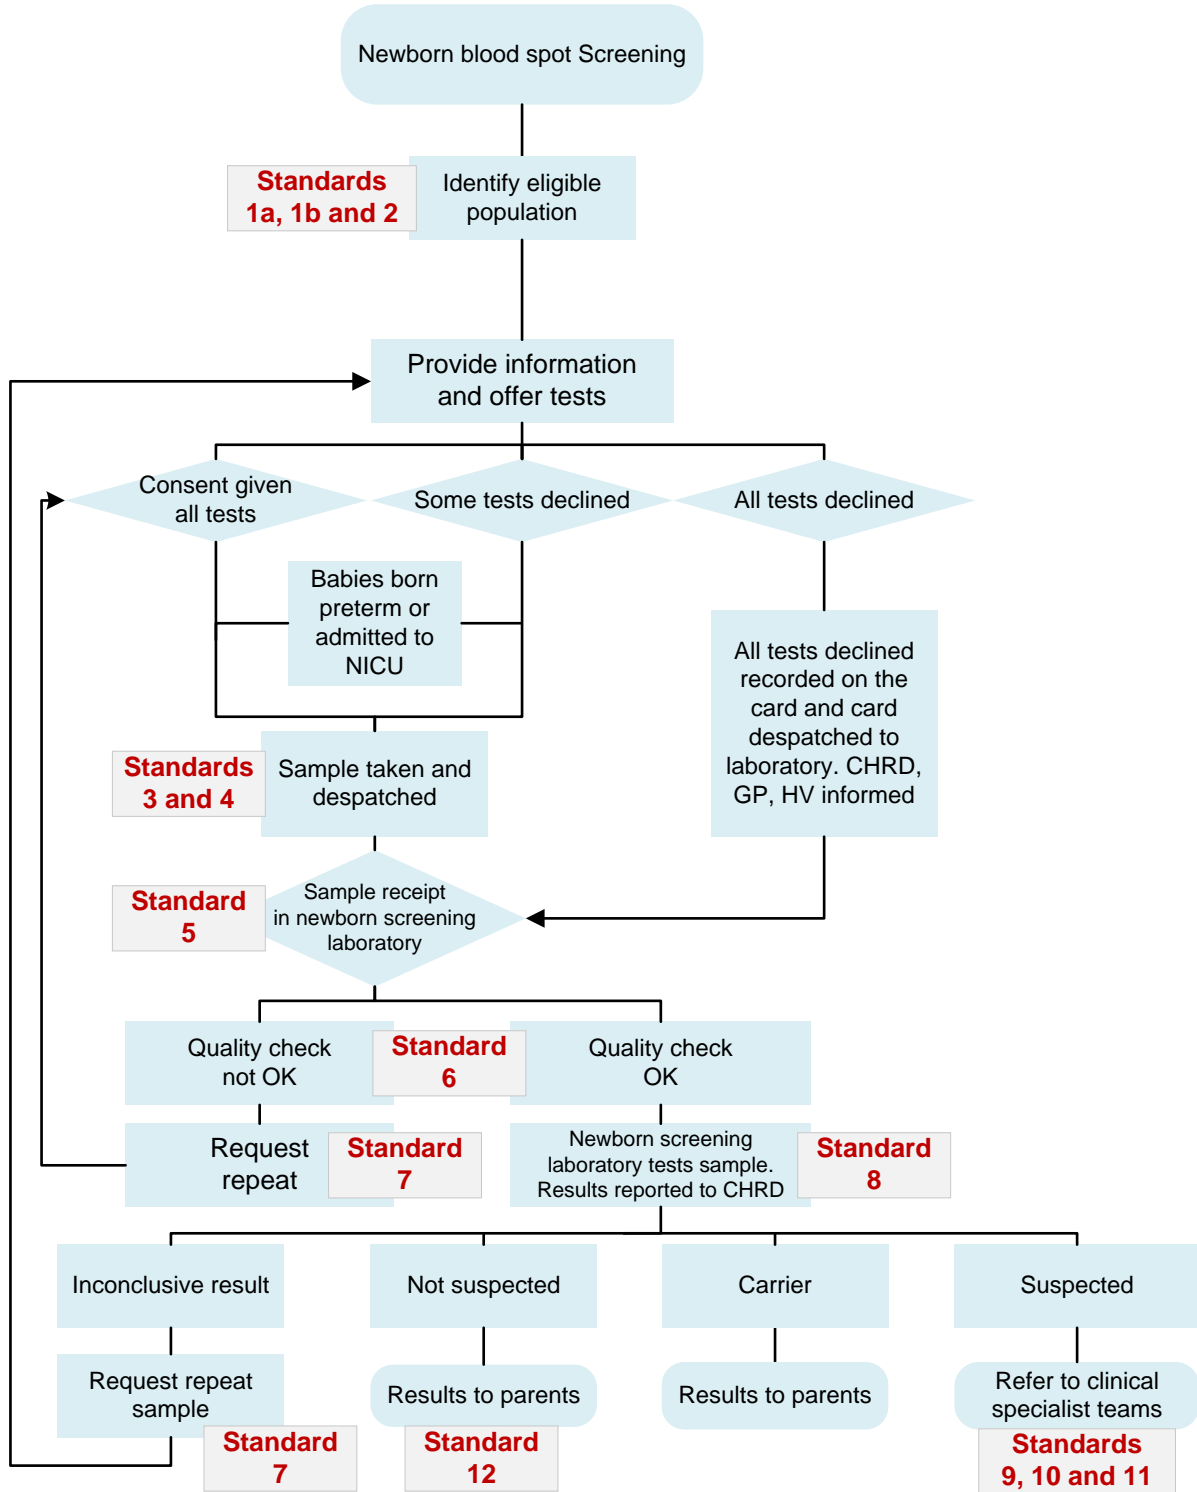 Newborn blood spot Screening
Standards
1a, 1b and 2
Identify eligible
population
Provide information
and offer tests
Consent given
all tests
Some tests declined
All tests declined
Babies born
preterm or
admitted to
NICU
All tests declined
recorded on the
card and card
despatched to
laboratory. CHRD,
GP, HV informed
Standards
3 and 4
Sample taken and
despatched
Standard
5
Sample receipt
in newborn screening
laboratory
Quality check
not OK
Standard
6
Quality check
OK
Request
repeat
Standard
7
Newborn screening
laboratory tests sample.
Results reported to CHRD
Standard
8
Inconclusive result
Not suspected
Carrier
Suspected
Request repeat
sample
Standard
7
Results to parents
Standard
12
Results to parents
Refer to clinical
specialist teams
Standards
9, 10 and 11